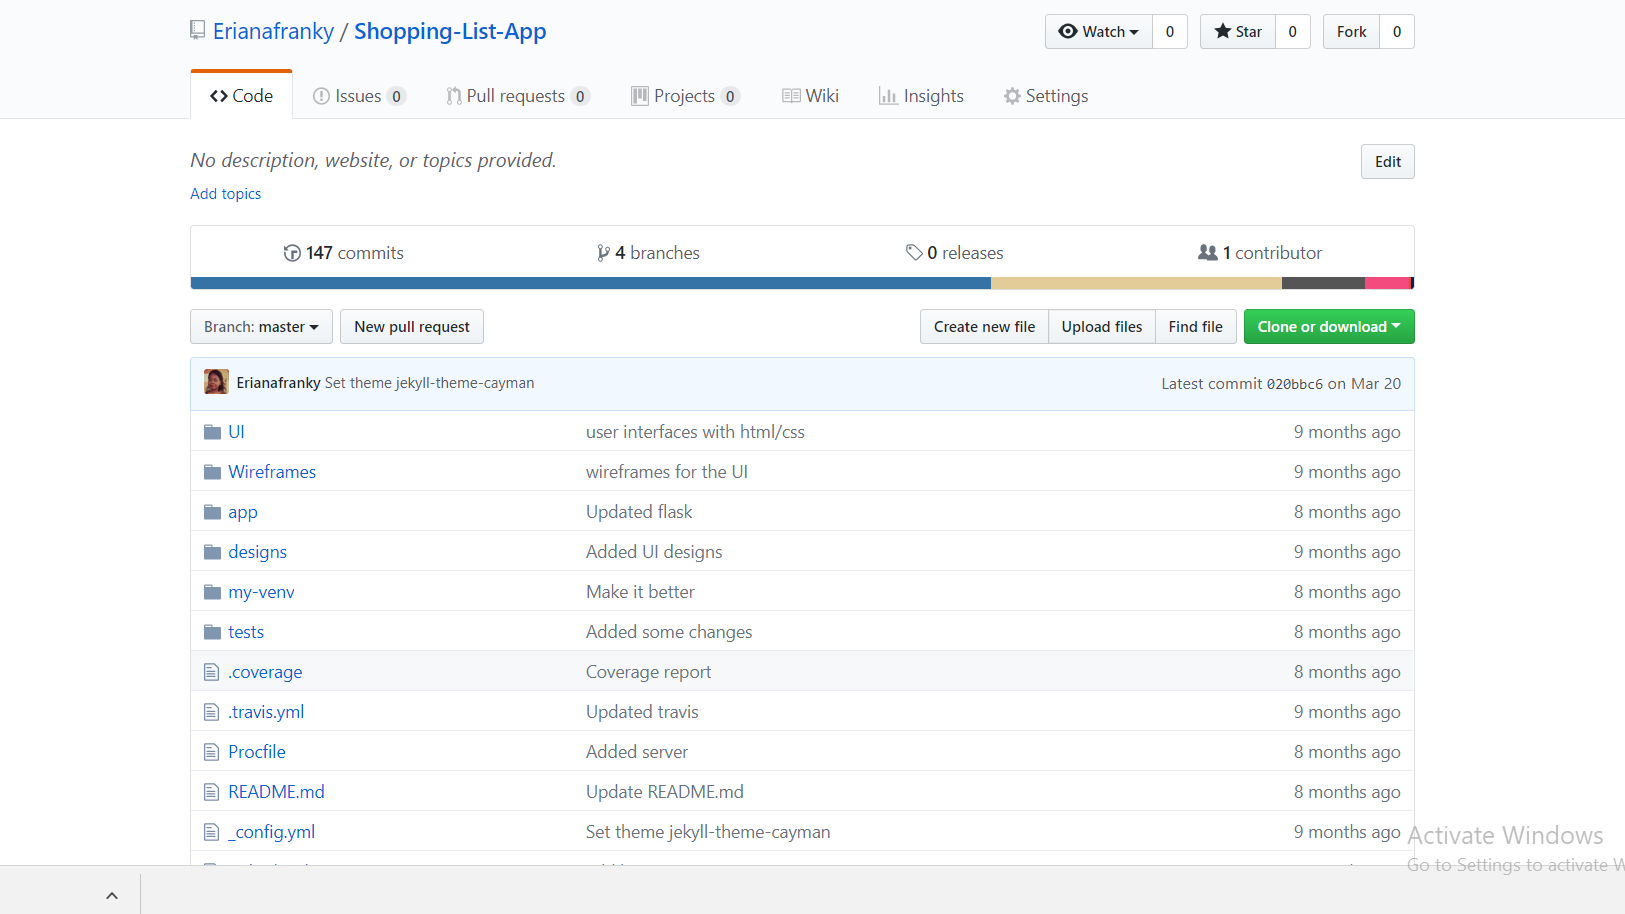 Erianafranky / Shopping-List-App
Watch 0 Star 0 Fork 0
Code Issues 0 Pull requests 0 Projects 0 Wiki Insights Settings
No description, website, or topics provided. Edit
Add topics
147 commits 4 branches 0 releases 1 contributor
Branch: master New pull request Create new file Upload files Find file Clone or download
Erianafranky Set theme jekyll-theme-cayman Latest commit 020bbc6 on Mar 20
UI user interfaces with html/css 9 months ago
Wireframes wireframes for the UI 9 months ago
app Updated flask 8 months ago
designs Added UI designs 9 months ago
my-venv Make it better 8 months ago
tests Added some changes 8 months ago
.coverage Coverage report 8 months ago
.travis.yml Updated travis 9 months ago
Procfile Added server 8 months ago
README.md Update README.md 8 months ago
_config.yml Set theme jekyll-theme-cayman 9 months ago
Activate Windows
Go to Settings to activate W